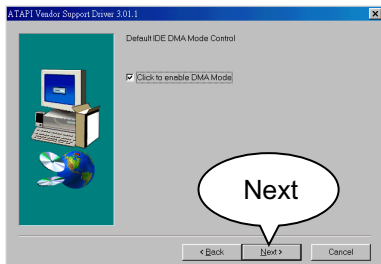 ATAPI Vendor Support Driver 3.01.1
Default IDE DMA Mode Control
Click to enable DMA Mode
Next
< Back Next > Cancel